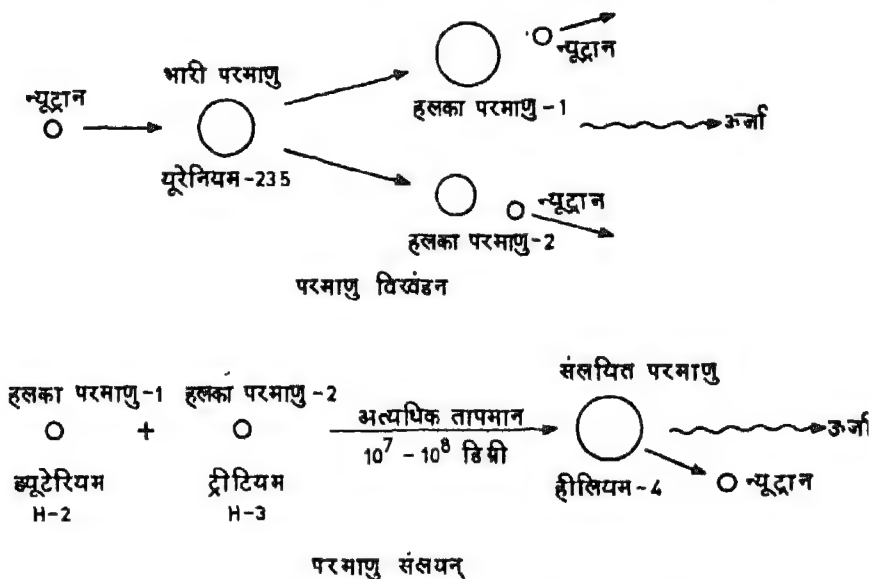 न्यूट्रान
भारी परमाणु
यूरेनियम-235
न्यूट्रान
हलका परमाणु-1
ऊर्जा
न्यूट्रान
हलका परमाणु-2
परमाणु विखंडन
हलका परमाणु-1
+
हलका परमाणु-2
अत्यधिक तापमान
10⁷ - 10⁸ डिग्री
संलयित परमाणु
ऊर्जा
ड्यूटेरियम
H-2
ट्रीटियम
H-3
हीलियम-4
न्यूट्रान
परमाणु संलयन्